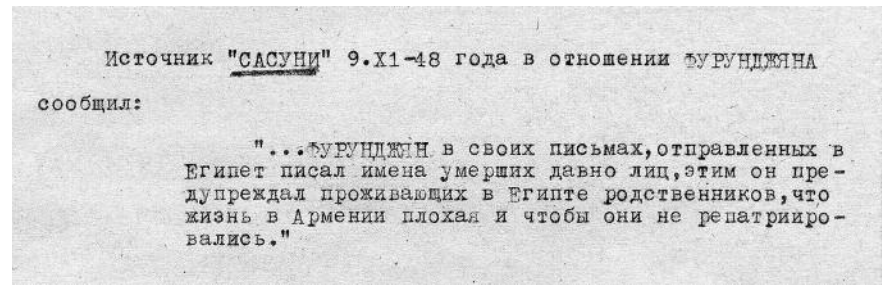 Источник "САСУНИ" 9.X1-48 года в отношении ФУРУНДЖЯНА
сообщил:
"...ФУРУНДЖЯН в своих письмах,отправленных в
Египет писал имена умерших давно лиц,этим он пре-
дупреждал проживающих в Египте родственников,что
жизнь в Армении плохая и чтобы они не репатрииро-
вались."